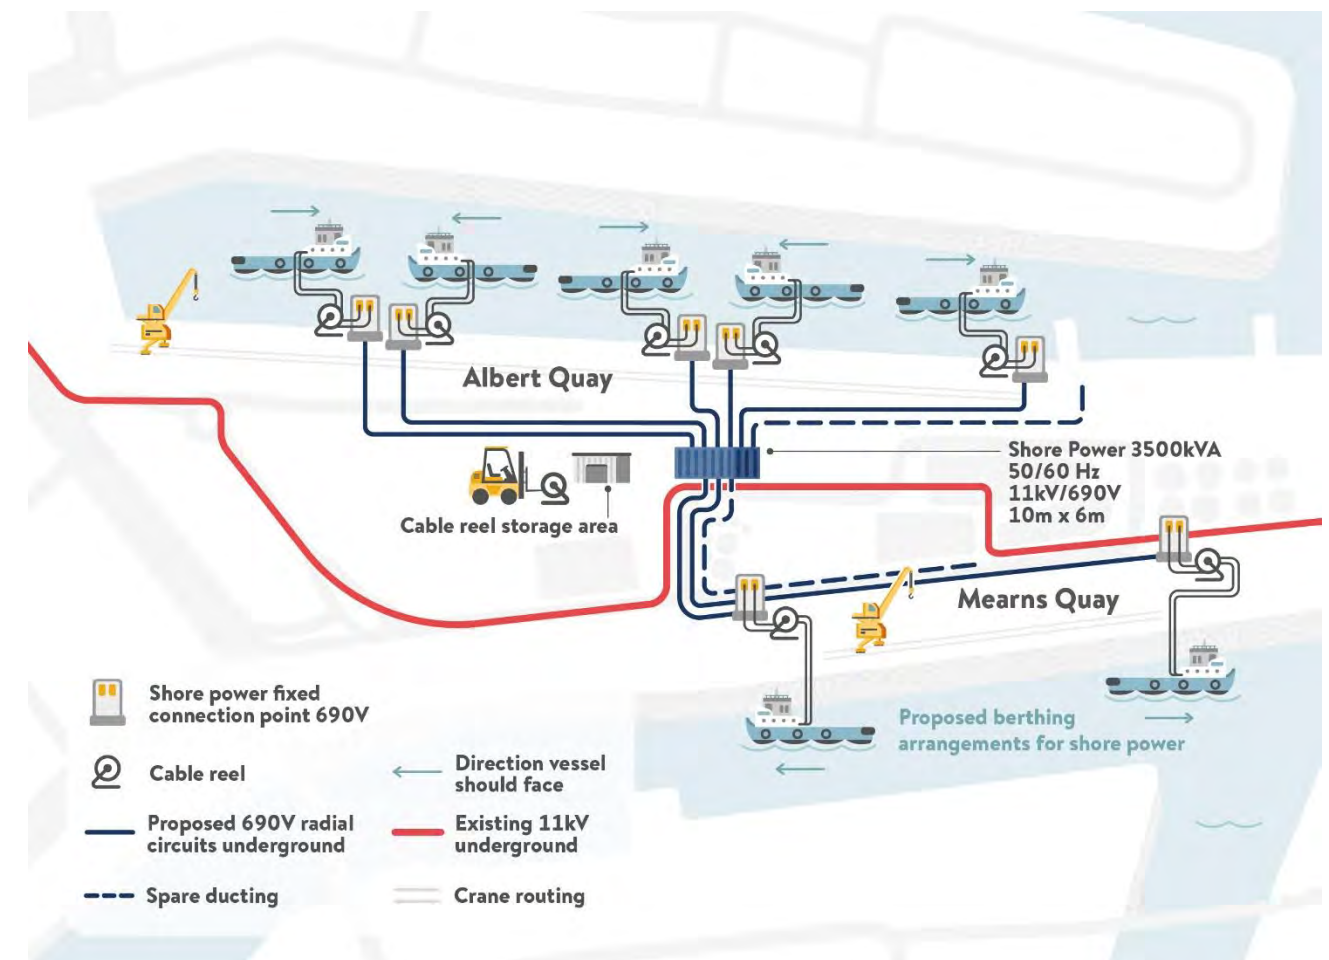 Albert Quay
Shore Power 3500kVA
50/60 Hz
11kV/690V
10m x 6m
Cable reel storage area
Mearns Quay
Proposed berthing
arrangements for shore power
Shore power fixed
connection point 690V
Cable reel
Direction vessel
should face
Proposed 690V radial
circuits underground
Existing 11kV
underground
Spare ducting
Crane routing